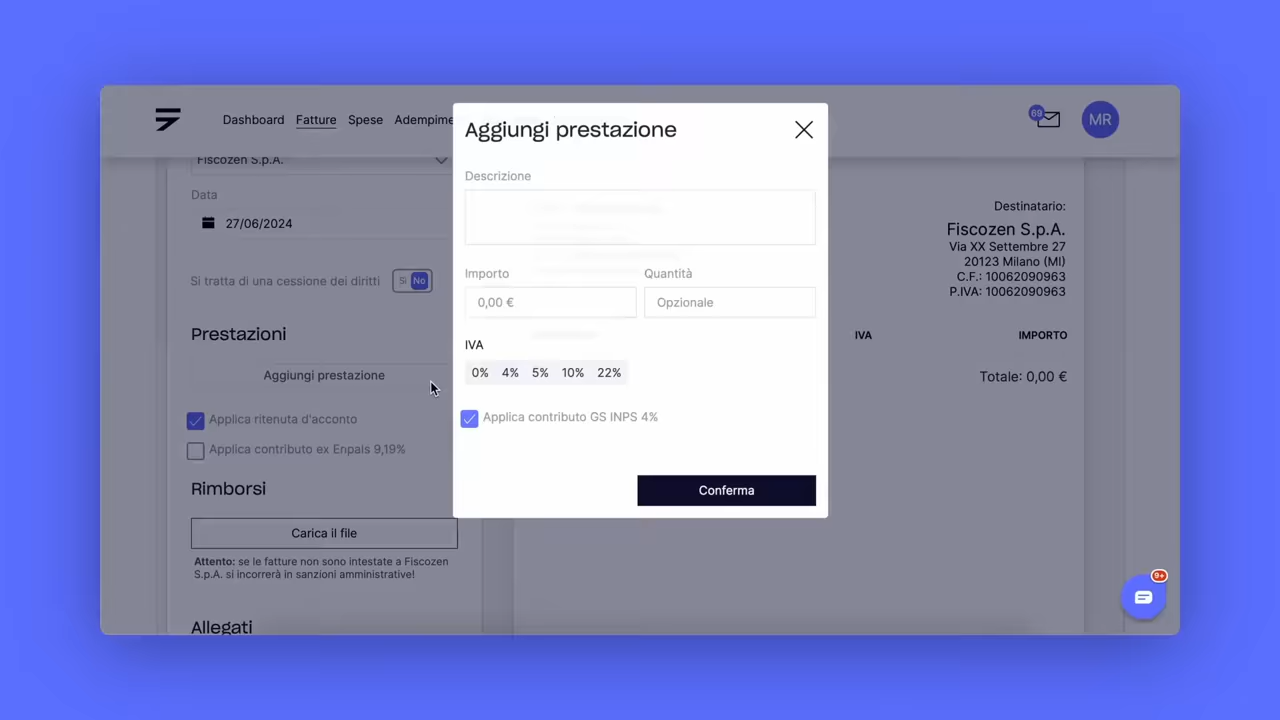 Dashboard Fatture Spese Adempime
69
MR
Aggiungi prestazione
Descrizione
Importo Quantità
0,00 € Opzionale
IVA
0% 4% 5% 10% 22%
Applica contributo GS INPS 4%
Conferma
Fiscozen S.p.A.
Data
27/06/2024
Si tratta di una cessione dei diritti Si No
Prestazioni
Aggiungi prestazione
Applica ritenuta d'acconto
Applica contributo ex Enpals 9,19%
Rimborsi
Carica il file
Attento: se le fatture non sono intestate a Fiscozen
S.p.A. si incorrerà in sanzioni amministrative!
Allegati
Destinatario:
Fiscozen S.p.A.
Via XX Settembre 27
20123 Milano (MI)
C.F.: 10062090963
P.IVA: 10062090963
IVA IMPORTO
Totale: 0,00 €
9+